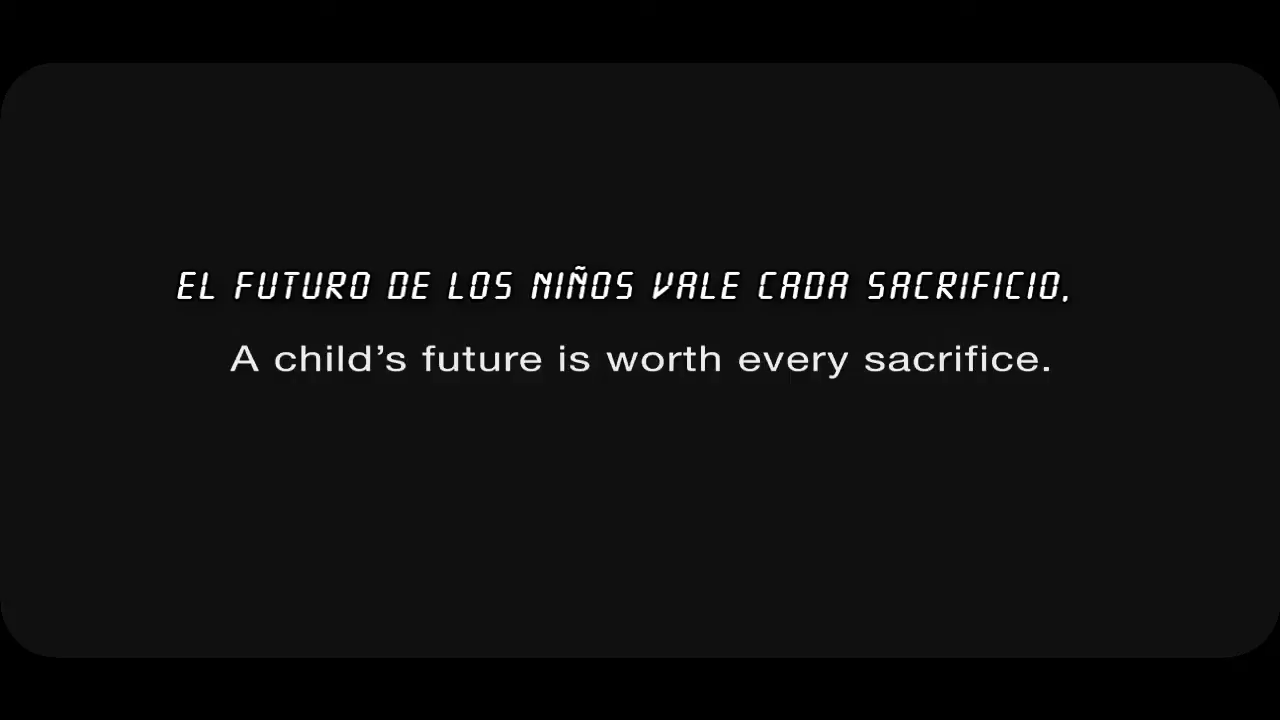 EL FUTURO DE LOS NIÑOS VALE CADA SACRIFICIO.
A child’s future is worth every sacrifice.